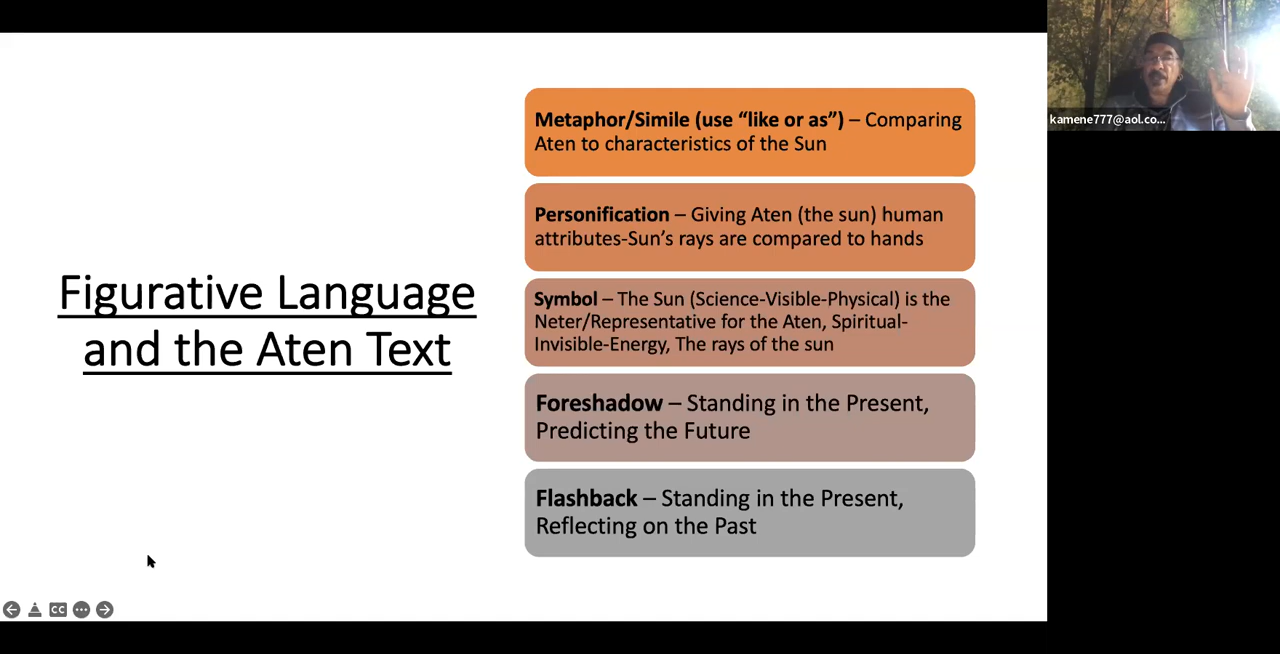 Figurative Language
and the Aten Text
Metaphor/Simile (use “like or as”) – Comparing
Aten to characteristics of the Sun
Personification – Giving Aten (the sun) human
attributes-Sun’s rays are compared to hands
Symbol – The Sun (Science-Visible-Physical) is the
Neter/Representative for the Aten, Spiritual-
Invisible-Energy, The rays of the sun
Foreshadow – Standing in the Present,
Predicting the Future
Flashback – Standing in the Present,
Reflecting on the Past
kamene777@aol.co...
CC